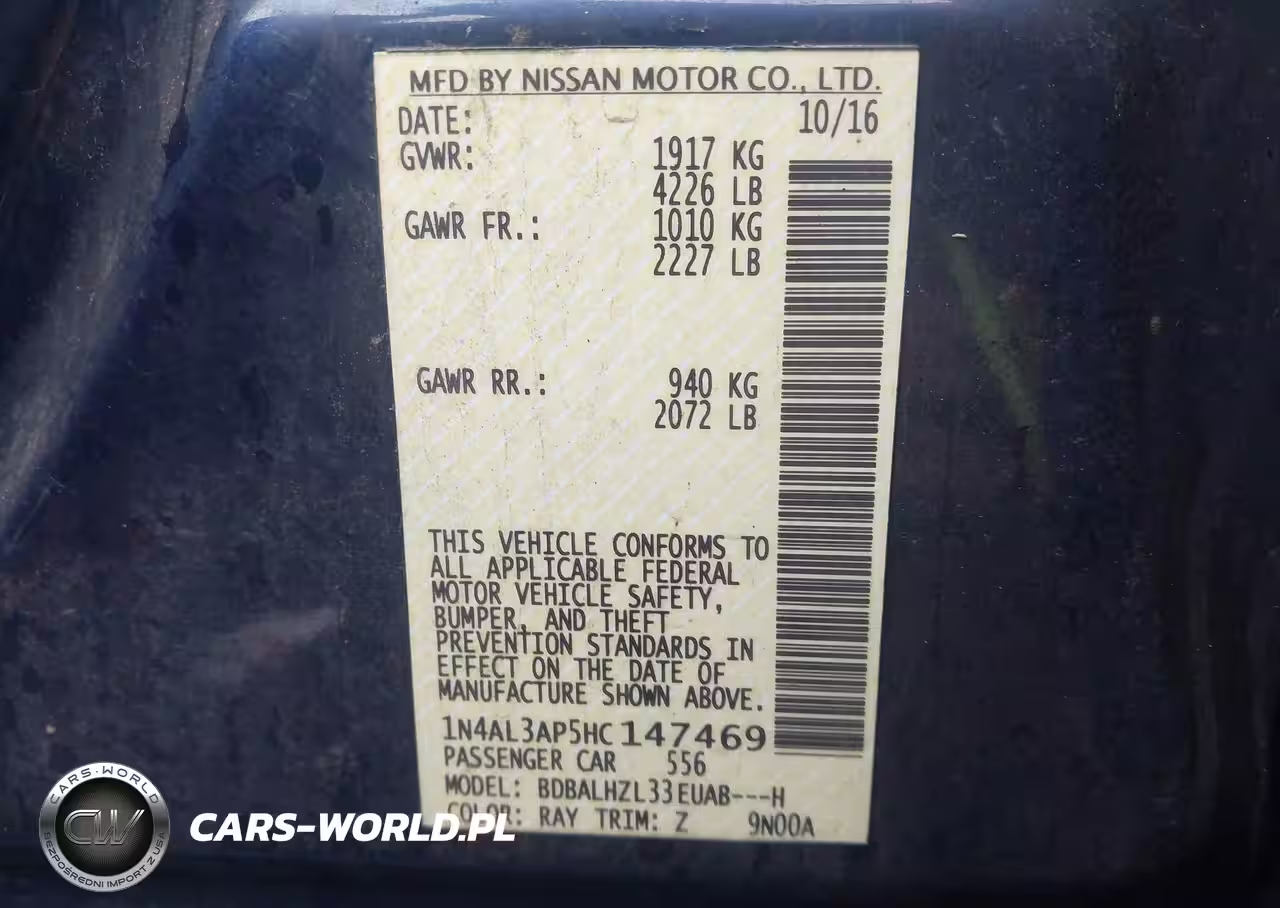 MFD BY NISSAN MOTOR CO., LTD.
DATE: 10/16
GVWR: 1917 KG
4226 LB
GAWR FR.: 1010 KG
2227 LB
GAWR RR.: 940 KG
2072 LB
THIS VEHICLE CONFORMS TO
ALL APPLICABLE FEDERAL
MOTOR VEHICLE SAFETY,
BUMPER, AND THEFT
PREVENTION STANDARDS IN
EFFECT ON THE DATE OF
MANUFACTURE SHOWN ABOVE.
1N4AL3AP5HC147469
PASSENGER CAR 556
MODEL: BDBALHZL33EUAB---H
COLOR: RAY TRIM: Z 9N00A
CARS-WORLD
CW
BEZPOŚREDNI IMPORT Z USA
CARS-WORLD.PL